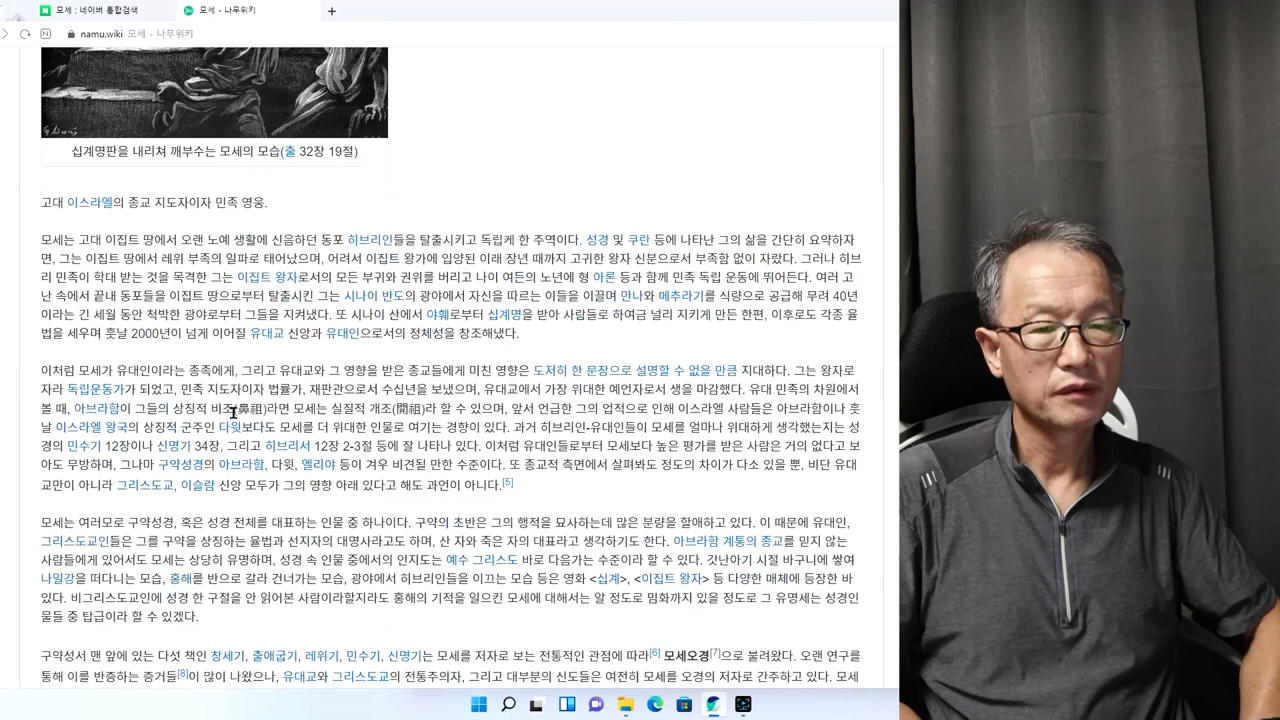 모세 : 네이버 통합검색
모세 - 나무위키
namu.wiki 모세 - 나무위키
십계명판을 내리쳐 깨부수는 모세의 모습(출 32장 19절)
고대 이스라엘의 종교 지도자이자 민족 영웅.
모세는 고대 이집트 땅에서 오랜 노예 생활에 신음하던 동포 히브리인들을 탈출시키고 독립케 한 주역이다. 성경 및 쿠란 등에 나타난 그의 삶을 간단히 요약하자
면, 그는 이집트 땅에서 레위 부족의 일파로 태어났으며, 어려서 이집트 왕가에 입양된 이래 장년 때까지 고귀한 왕자 신분으로서 부족함 없이 자랐다. 그러나 히브
리 민족이 학대 받는 것을 목격한 그는 이집트 왕자로서의 모든 부귀와 권위를 버리고 나이 여든의 노년에 형 아론 등과 함께 민족 독립 운동에 뛰어든다. 여러 고
난 속에서 끝내 동포들을 이집트 땅으로부터 탈출시킨 그는 시나이 반도의 광야에서 자신을 따르는 이들을 이끌며 만나와 메추라기를 식량으로 공급해 무려 40년
이라는 긴 세월 동안 척박한 광야로부터 그들을 지켜냈다. 또 시나이 산에서 야훼로부터 십계명을 받아 사람들로 하여금 널리 지키게 만든 한편, 이후로도 각종 율
법을 세우며 훗날 2000년이 넘게 이어질 유대교 신앙과 유대인으로서의 정체성을 창조해냈다.
이처럼 모세가 유대인이라는 종족에게, 그리고 유대교와 그 영향을 받은 종교들에게 미친 영향은 도저히 한 문장으로 설명할 수 없을 만큼 지대하다. 그는 왕자로
자라 독립운동가가 되었고, 민족 지도자이자 법률가, 재판관으로서 수십년을 보냈으며, 유대교에서 가장 위대한 예언자로서 생을 마감했다. 유대 민족의 차원에서
볼 때, 아브라함이 그들의 상징적 비조(鼻祖)라면 모세는 실질적 개조(開祖)라 할 수 있으며, 앞서 언급한 그의 업적으로 인해 이스라엘 사람들은 아브라함이나 훗
날 이스라엘 왕국의 상징적 군주인 다윗보다도 모세를 더 위대한 인물로 여기는 경향이 있다. 과거 히브리인-유대인들이 모세를 얼마나 위대하게 생각했는지는 성
경의 민수기 12장이나 신명기 34장, 그리고 히브리서 12장 2-3절 등에 잘 나타나 있다. 이처럼 유대인들로부터 모세보다 높은 평가를 받은 사람은 거의 없다고 보
아도 무방하며, 그나마 구약성경의 아브라함, 다윗, 엘리야 등이 겨우 비견될 만한 수준이다. 또 종교적 측면에서 살펴봐도 정도의 차이가 다소 있을 뿐, 비단 유대
교만이 아니라 그리스도교, 이슬람 신앙 모두가 그의 영향 아래 있다고 해도 과언이 아니다.[5]
모세는 여러모로 구약성경, 혹은 성경 전체를 대표하는 인물 중 하나이다. 구약의 초반은 그의 행적을 묘사하는데 많은 분량을 할애하고 있다. 이 때문에 유대인,
그리스도교인들은 그를 구약을 상징하는 율법과 선지자의 대명사라고도 하며, 산 자와 죽은 자의 대표라고 생각하기도 한다. 아브라함 계통의 종교를 믿지 않는
사람들에게 있어서도 모세는 상당히 유명하며, 성경 속 인물 중에서의 인지도는 예수 그리스도 바로 다음가는 수준이라 할 수 있다. 갓난아기 시절 바구니에 쌓여
나일강을 떠다니는 모습, 홍해를 반으로 갈라 건너가는 모습, 광야에서 히브리인들을 이끄는 모습 등은 영화 <십계>, <이집트 왕자> 등 다양한 매체에 등장한 바
있다. 비그리스도교인에 성경 한 구절을 안 읽어본 사람이라할지라도 홍해의 기적을 일으킨 모세에 대해서는 알 정도로 밈화까지 있을 정도로 그 유명세는 성경인
물들 중 탑급이라 할 수 있겠다.
구약성서 맨 앞에 있는 다섯 책인 창세기, 출애굽기, 레위기, 민수기, 신명기는 모세를 저자로 보는 전통적인 관점에 따라[6] 모세오경[7]으로 불려왔다. 오랜 연구를
통해 이를 반증하는 증거들[8]이 많이 나왔으나, 유대교와 그리스도교의 전통주의자, 그리고 대부분의 신도들은 여전히 모세를 오경의 저자로 간주하고 있다. 모세